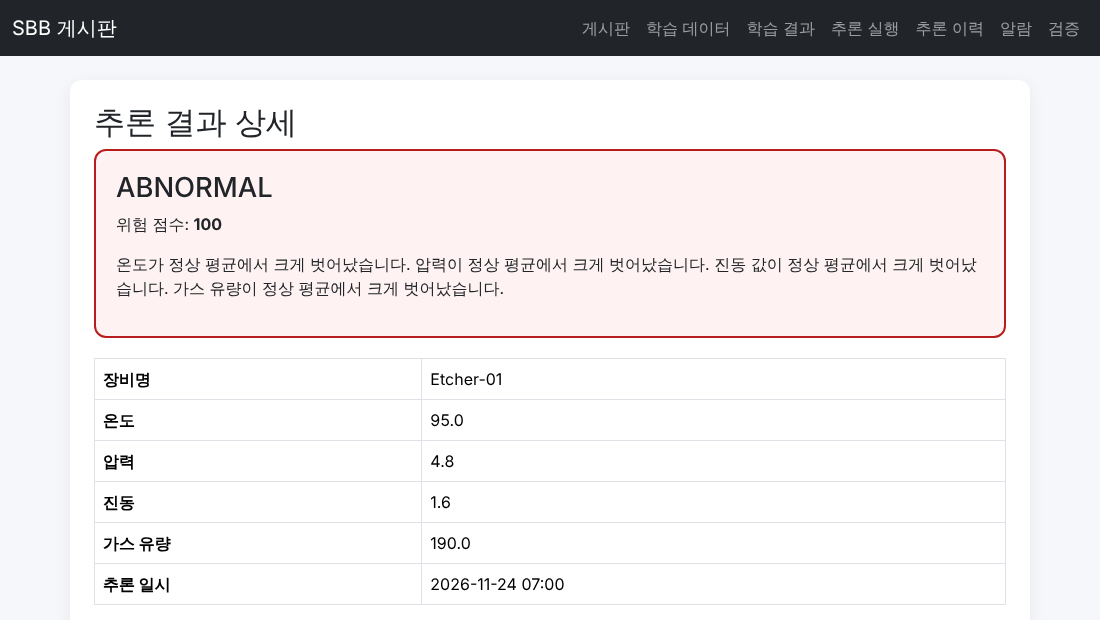 SBB 게시판
게시판 학습 데이터 학습 결과 추론 실행 추론 이력 알람 검증
추론 결과 상세
ABNORMAL
위험 점수: 100
온도가 정상 평균에서 크게 벗어났습니다. 압력이 정상 평균에서 크게 벗어났습니다. 진동 값이 정상 평균에서 크게 벗어났
습니다. 가스 유량이 정상 평균에서 크게 벗어났습니다.
장비명 Etcher-01
온도 95.0
압력 4.8
진동 1.6
가스 유량 190.0
추론 일시 2026-11-24 07:00